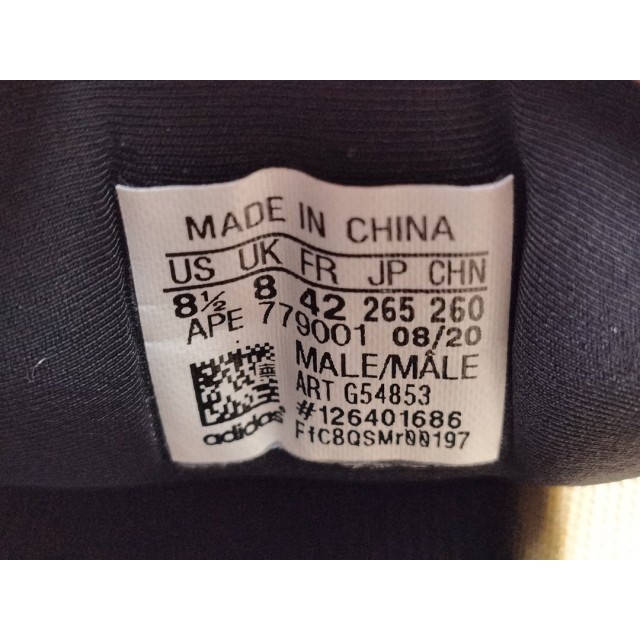 MADE IN CHINA
US UK FR JP CHN
8½ 8 42 265 260
APE 779001 08/20
MALE/MÂLE
ART G54853
#126401686
FfC8QSMr00197
adidas